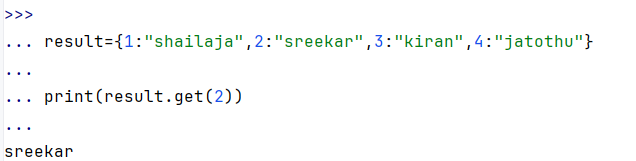 >>>
... result={1:"shailaja",2:"sreekar",3:"kiran",4:"jatothu"}
...
... print(result.get(2))
...
sreekar